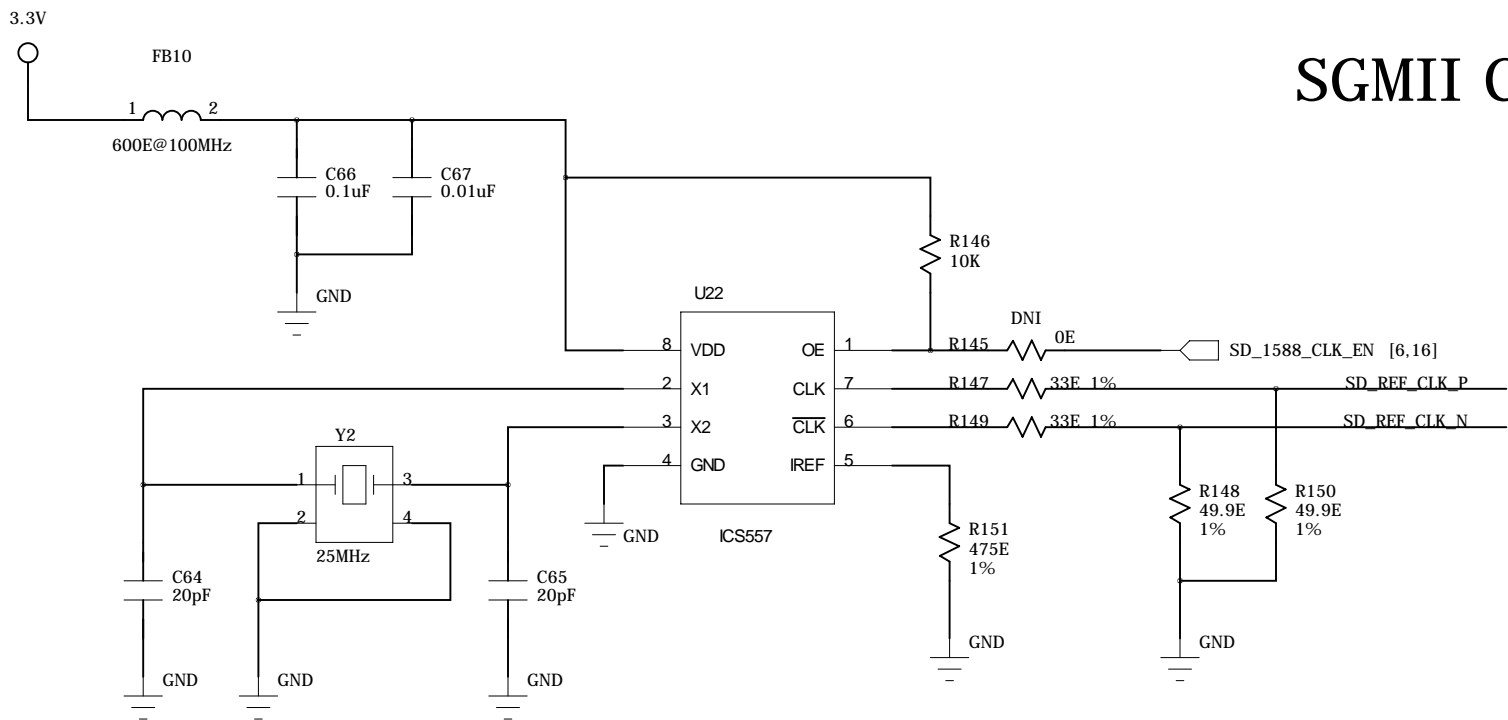 3.3V
FB10
SGMII C
1 2
600E@100MHz
C66
0.1uF
C67
0.01uF
R146
10K
GND
U22
DNI
8 VDD OE 1 R145 0E SD_1588_CLK_EN [6,16]
2 X1 CLK 7 R147 33E 1% SD_REF_CLK_P
3 X2 CLK 6 R149 33E 1% SD_REF_CLK_N
Y2
4 GND IREF 5
1 3
2 4
25MHz
GND
ICS557
R148
49.9E
1%
R150
49.9E
1%
R151
475E
1%
C64
20pF
C65
20pF
GND
GND
GND
GND
GND